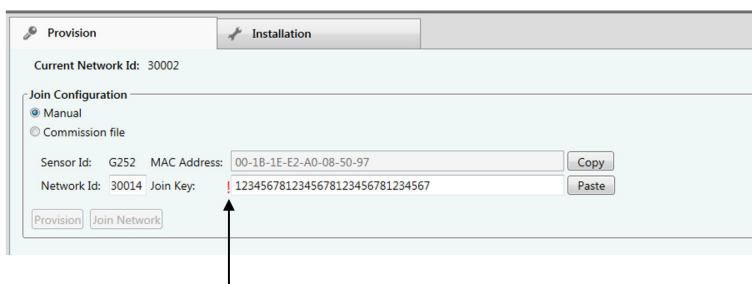 Provision
Installation
Current Network Id: 30002
Join Configuration
Manual
Commission file
Sensor Id: G252 MAC Address: 00-1B-1E-E2-A0-08-50-97 Copy
Network Id: 30014 Join Key: ! 1234567812345678123456781234567 Paste
Provision Join Network